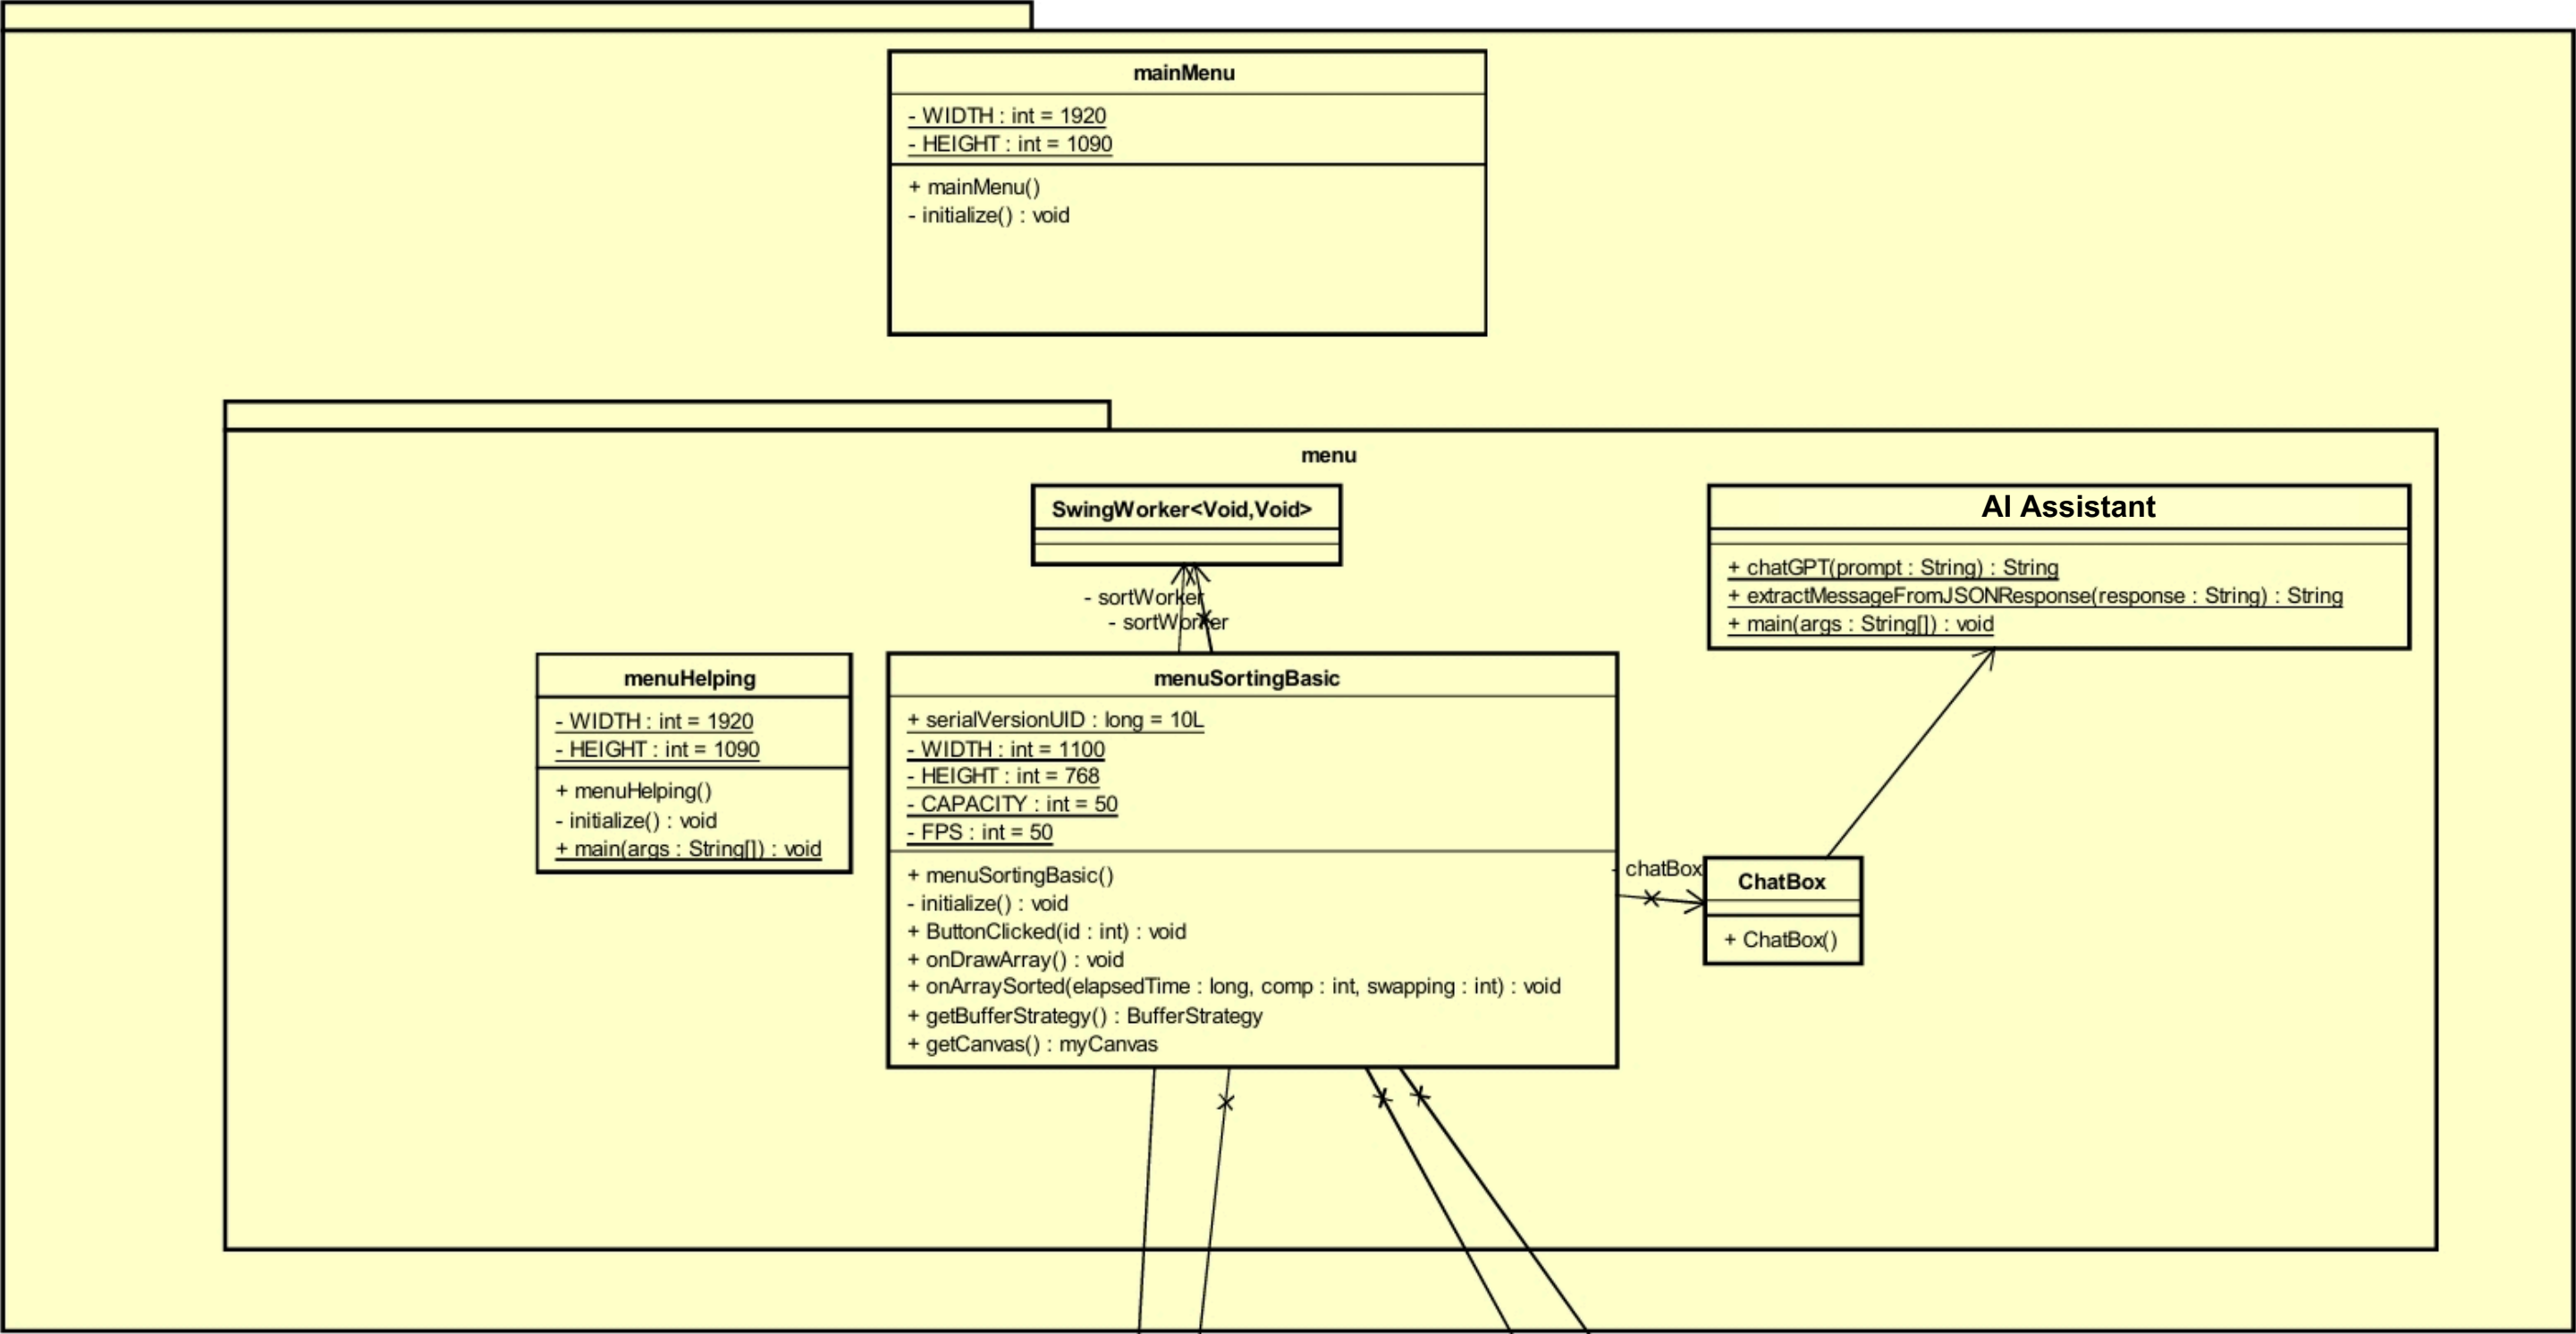 mainMenu
- WIDTH : int = 1920
- HEIGHT : int = 1090
+ mainMenu()
- initialize() : void
menu
SwingWorker<Void,Void>
- sortWorker
- sortWorker
AI Assistant
+ chatGPT(prompt : String) : String
+ extractMessageFromJSONResponse(response : String) : String
+ main(args : String[]) : void
menuHelping
- WIDTH : int = 1920
- HEIGHT : int = 1090
+ menuHelping()
- initialize() : void
+ main(args : String[]) : void
menuSortingBasic
+ serialVersionUID : long = 10L
- WIDTH : int = 1100
- HEIGHT : int = 768
- CAPACITY : int = 50
- FPS : int = 50
+ menuSortingBasic()
- initialize() : void
+ ButtonClicked(id : int) : void
+ onDrawArray() : void
+ onArraySorted(elapsedTime : long, comp : int, swapping : int) : void
+ getBufferStrategy() : BufferStrategy
+ getCanvas() : myCanvas
- chatBox
ChatBox
+ ChatBox()